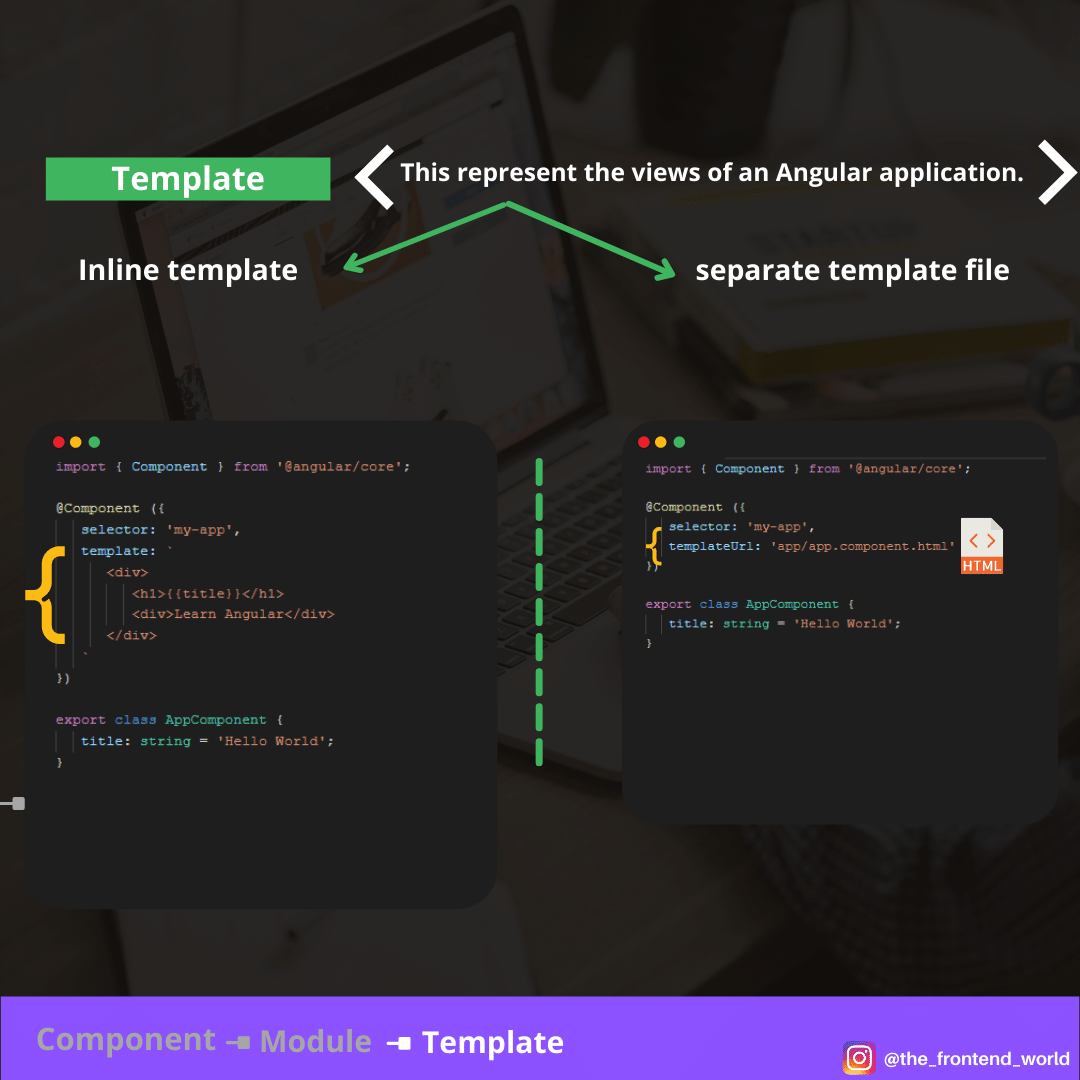 Template
This represent the views of an Angular application.
Inline template
separate template file
import { Component } from '@angular/core';
@Component ({
selector: 'my-app',
template: `
<div>
<h1>{{title}}</h1>
<div>Learn Angular</div>
</div>
`
})
export class AppComponent {
title: string = 'Hello World';
}
import { Component } from '@angular/core';
@Component ({
selector: 'my-app',
templateUrl: 'app/app.component.html'
})
export class AppComponent {
title: string = 'Hello World';
}
HTML
Component Module Template
@the_frontend_world